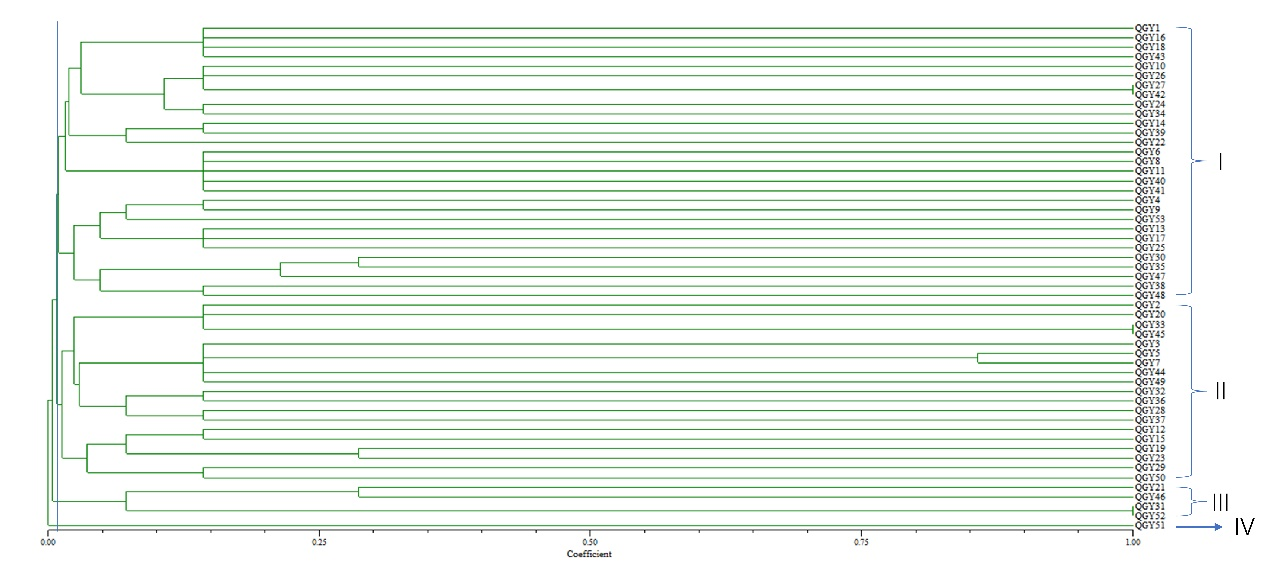 QGY1
QGY16
QGY18
QGY43
QGY10
QGY26
QGY27
QGY42
QGY24
QGY34
QGY14
QGY39
QGY22
QGY6
QGY8
QGY11
QGY40
QGY41
QGY4
QGY9
QGY53
QGY13
QGY17
QGY25
QGY30
QGY35
QGY47
QGY38
QGY48
QGY2
QGY20
QGY33
QGY45
QGY3
QGY5
QGY7
QGY44
QGY49
QGY32
QGY36
QGY28
QGY37
QGY12
QGY15
QGY19
QGY23
QGY29
QGY50
QGY21
QGY46
QGY31
QGY52
QGY51
I
II
III
IV
0.00 0.25 0.50 0.75 1.00
Coefficient